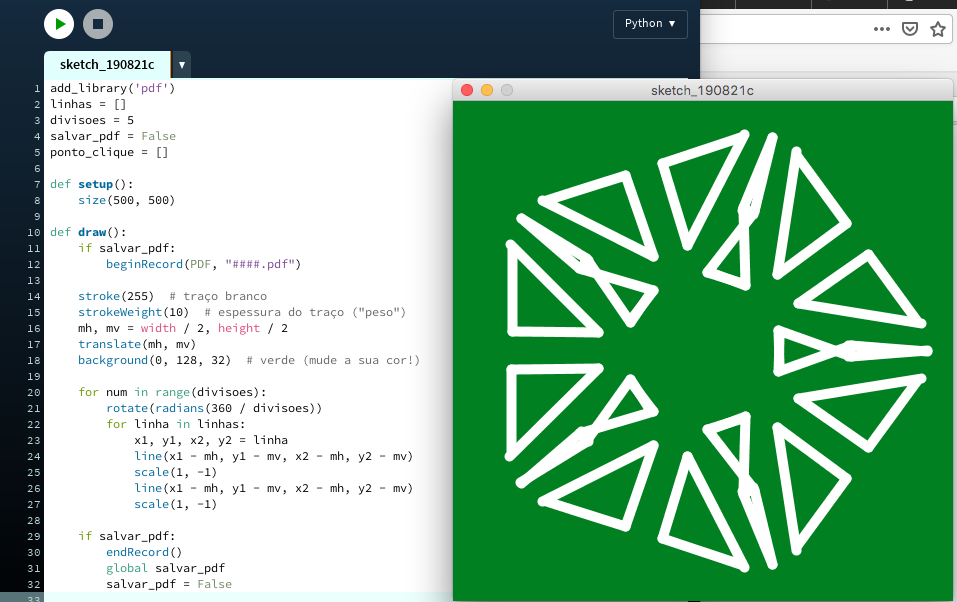 Python ▼
sketch_190821c ▼
sketch_190821c
1 add_library('pdf')
2 linhas = []
3 divisoes = 5
4 salvar_pdf = False
5 ponto_clique = []
6
7 def setup():
8     size(500, 500)
9
10 def draw():
11     if salvar_pdf:
12         beginRecord(PDF, "####.pdf")
13
14     stroke(255)  # traço branco
15     strokeWeight(10)  # espessura do traço ("peso")
16     mh, mv = width / 2, height / 2
17     translate(mh, mv)
18     background(0, 128, 32)  # verde (mude a sua cor!)
19
20     for num in range(divisoes):
21         rotate(radians(360 / divisoes))
22         for linha in linhas:
23             x1, y1, x2, y2 = linha
24             line(x1 - mh, y1 - mv, x2 - mh, y2 - mv)
25             scale(1, -1)
26             line(x1 - mh, y1 - mv, x2 - mh, y2 - mv)
27             scale(1, -1)
28
29     if salvar_pdf:
30         endRecord()
31         global salvar_pdf
32         salvar_pdf = False
33